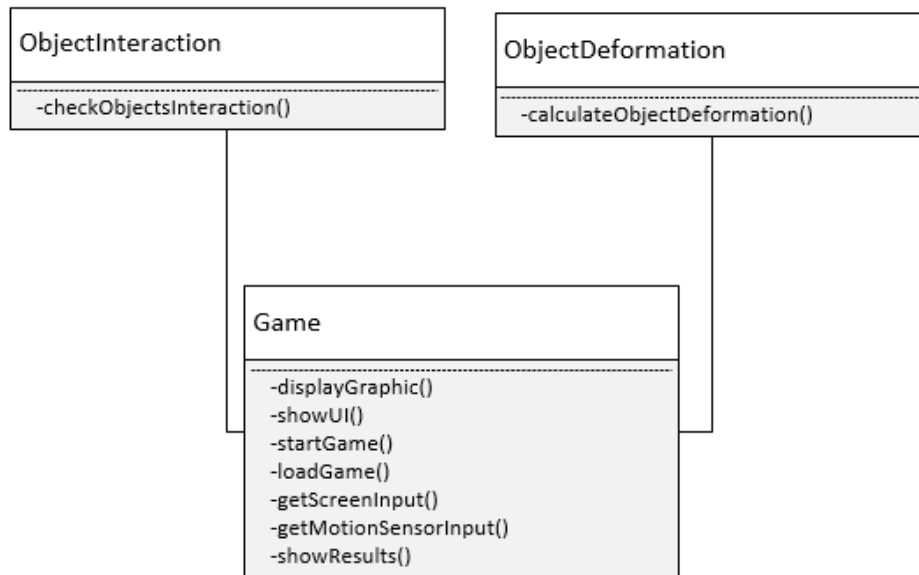 ObjectInteraction
-checkObjectsInteraction()
ObjectDeformation
-calculateObjectDeformation()
Game
-displayGraphic()
-showUI()
-startGame()
-loadGame()
-getScreenInput()
-getMotionSensorInput()
-showResults()